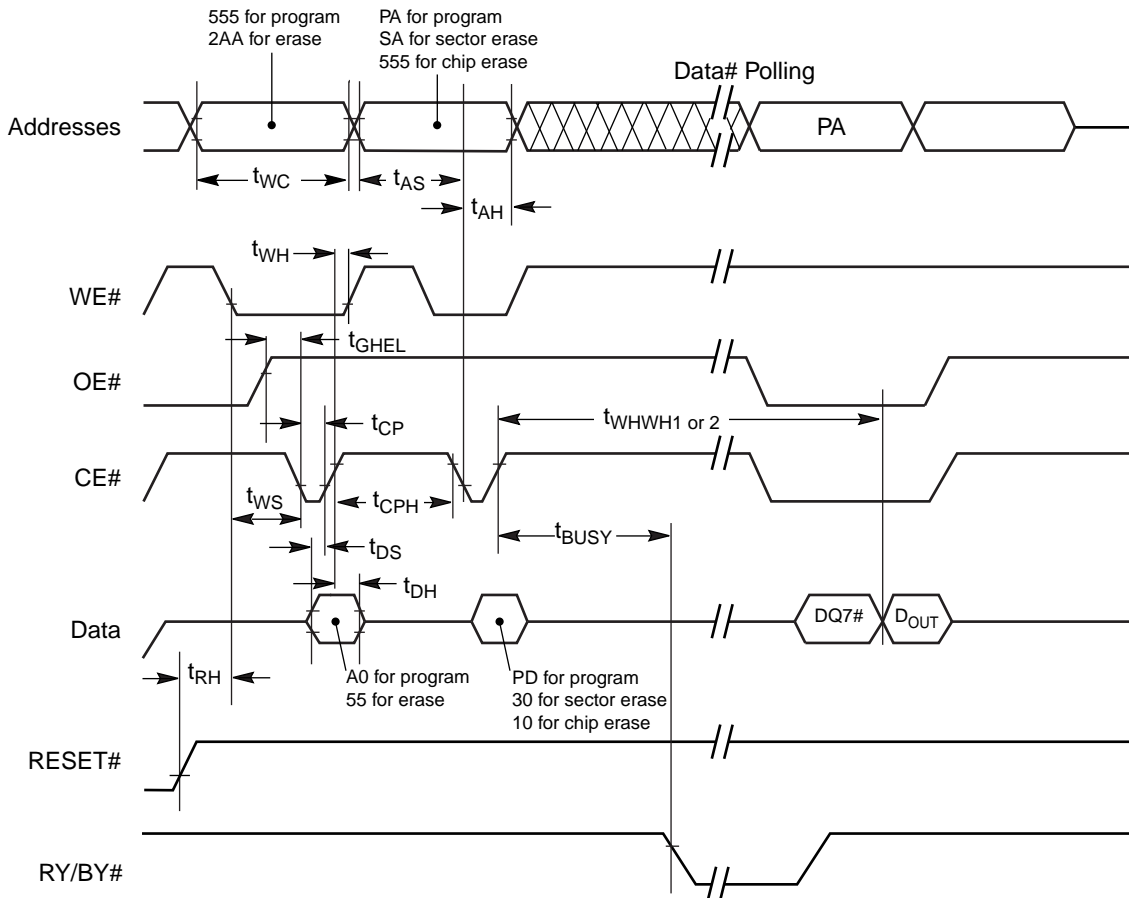 555 for program
2AA for erase
PA for program
SA for sector erase
555 for chip erase
Data# Polling
Addresses
PA
tWC
tAS
tAH
tWH
WE#
tGHEL
OE#
tCP
tWHWH1 or 2
CE#
tWS
tCPH
tBUSY
tDS
tDH
Data
DQ7#
DOUT
tRH
A0 for program
55 for erase
PD for program
30 for sector erase
10 for chip erase
RESET#
RY/BY#